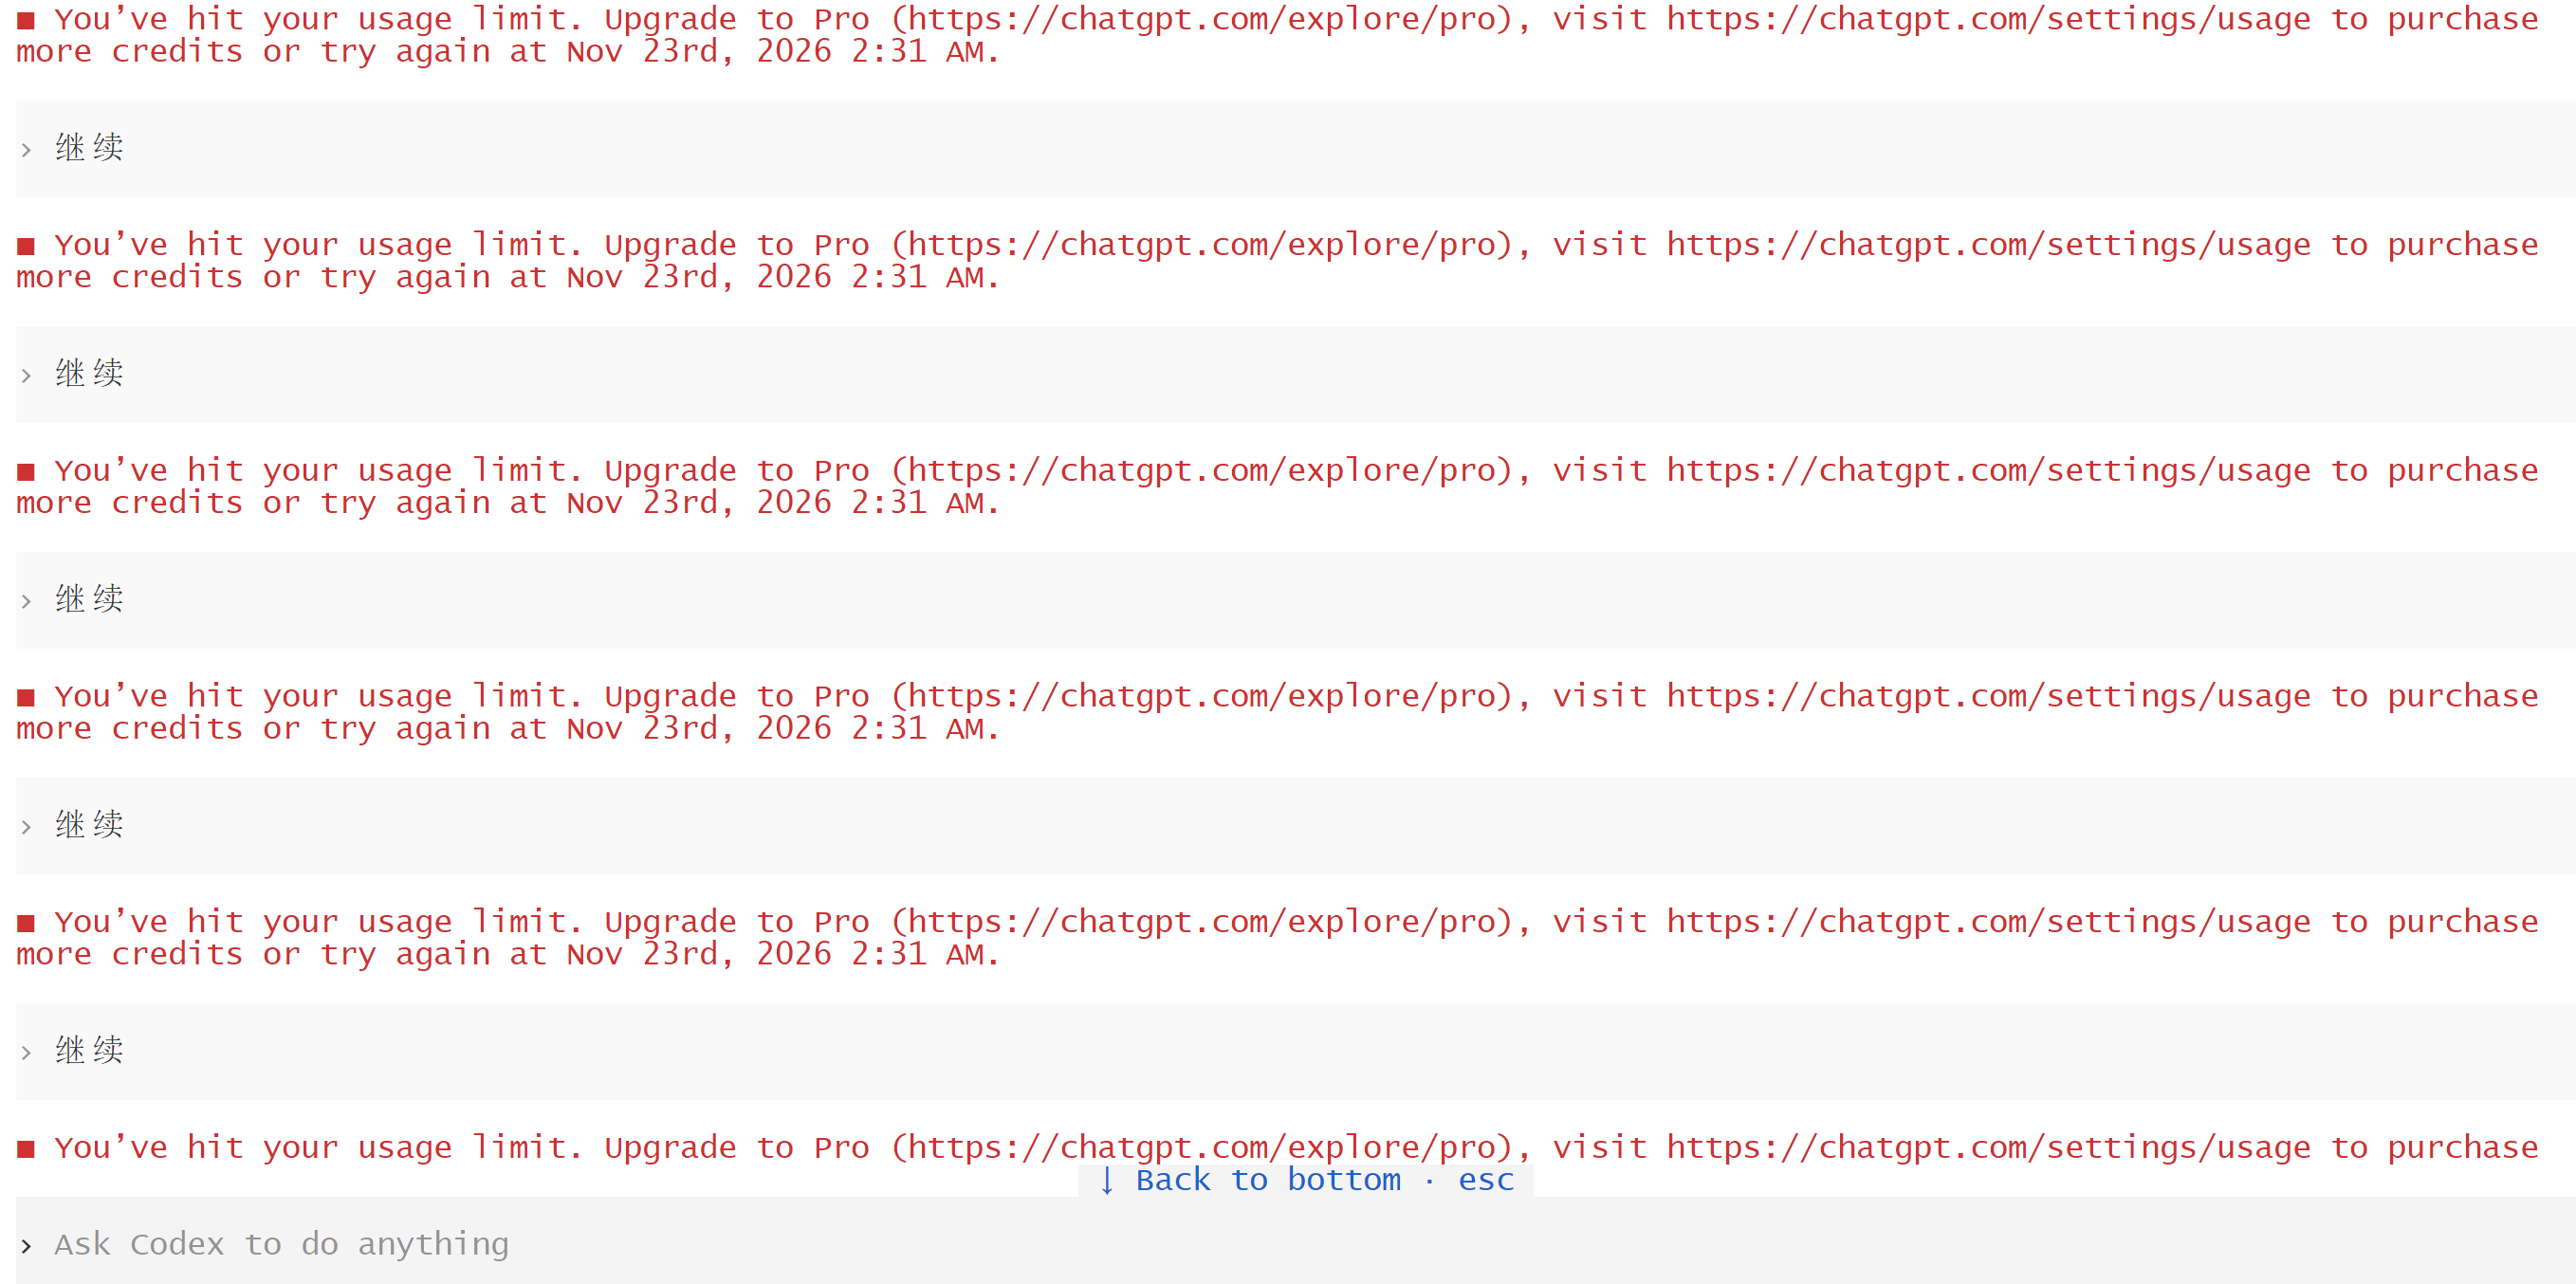 ■ You’ve hit your usage limit. Upgrade to Pro (https://chatgpt.com/explore/pro), visit https://chatgpt.com/settings/usage to purchase
more credits or try again at Nov 23rd, 2026 2:31 AM.
› 继续
■ You’ve hit your usage limit. Upgrade to Pro (https://chatgpt.com/explore/pro), visit https://chatgpt.com/settings/usage to purchase
more credits or try again at Nov 23rd, 2026 2:31 AM.
› 继续
■ You’ve hit your usage limit. Upgrade to Pro (https://chatgpt.com/explore/pro), visit https://chatgpt.com/settings/usage to purchase
more credits or try again at Nov 23rd, 2026 2:31 AM.
› 继续
■ You’ve hit your usage limit. Upgrade to Pro (https://chatgpt.com/explore/pro), visit https://chatgpt.com/settings/usage to purchase
more credits or try again at Nov 23rd, 2026 2:31 AM.
› 继续
■ You’ve hit your usage limit. Upgrade to Pro (https://chatgpt.com/explore/pro), visit https://chatgpt.com/settings/usage to purchase
more credits or try again at Nov 23rd, 2026 2:31 AM.
› 继续
■ You’ve hit your usage limit. Upgrade to Pro (https://chatgpt.com/explore/pro), visit https://chatgpt.com/settings/usage to purchase
↓ Back to bottom · esc
› Ask Codex to do anything